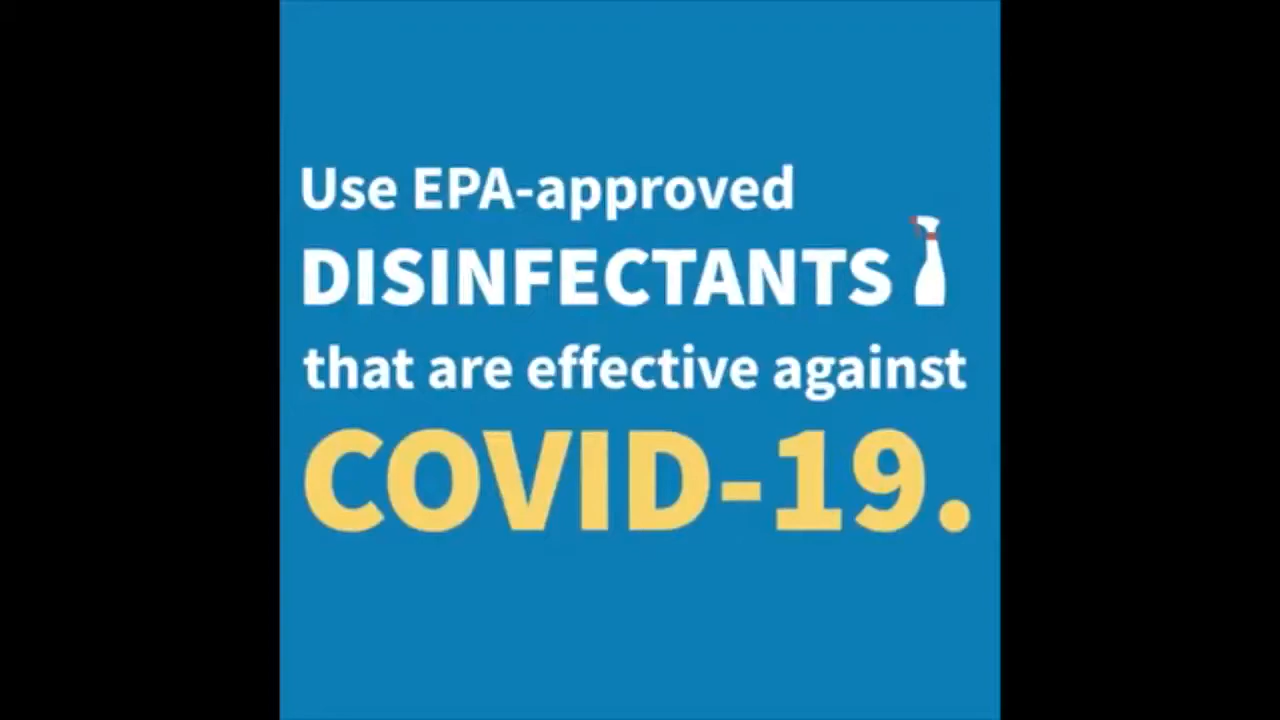 Use EPA-approved
DISINFECTANTS
that are effective against
COVID-19.